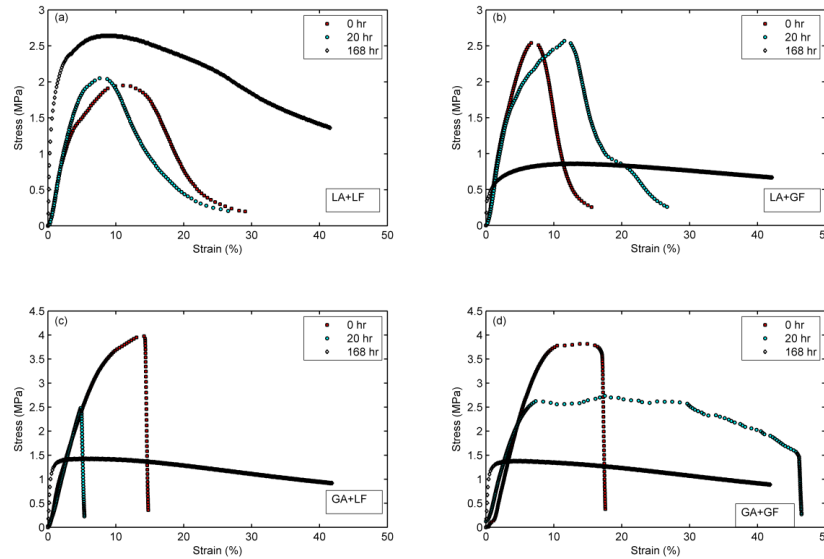 (a)
0 hr
20 hr
168 hr
3
2.5
2
1.5
1
0.5
0
Stress (MPa)
LA+LF
0 10 20 30 40 50
Strain (%)
(b)
0 hr
20 hr
168 hr
3
2.5
2
1.5
1
0.5
0
Stress (MPa)
LA+GF
0 10 20 30 40 50
Strain (%)
(c)
0 hr
20 hr
168 hr
4.5
4
3.5
3
2.5
2
1.5
1
0.5
0
Stress (MPa)
GA+LF
0 10 20 30 40 50
Strain (%)
(d)
0 hr
20 hr
168 hr
4.5
4
3.5
3
2.5
2
1.5
1
0.5
0
Stress (MPa)
GA+GF
0 10 20 30 40 50
Strain (%)